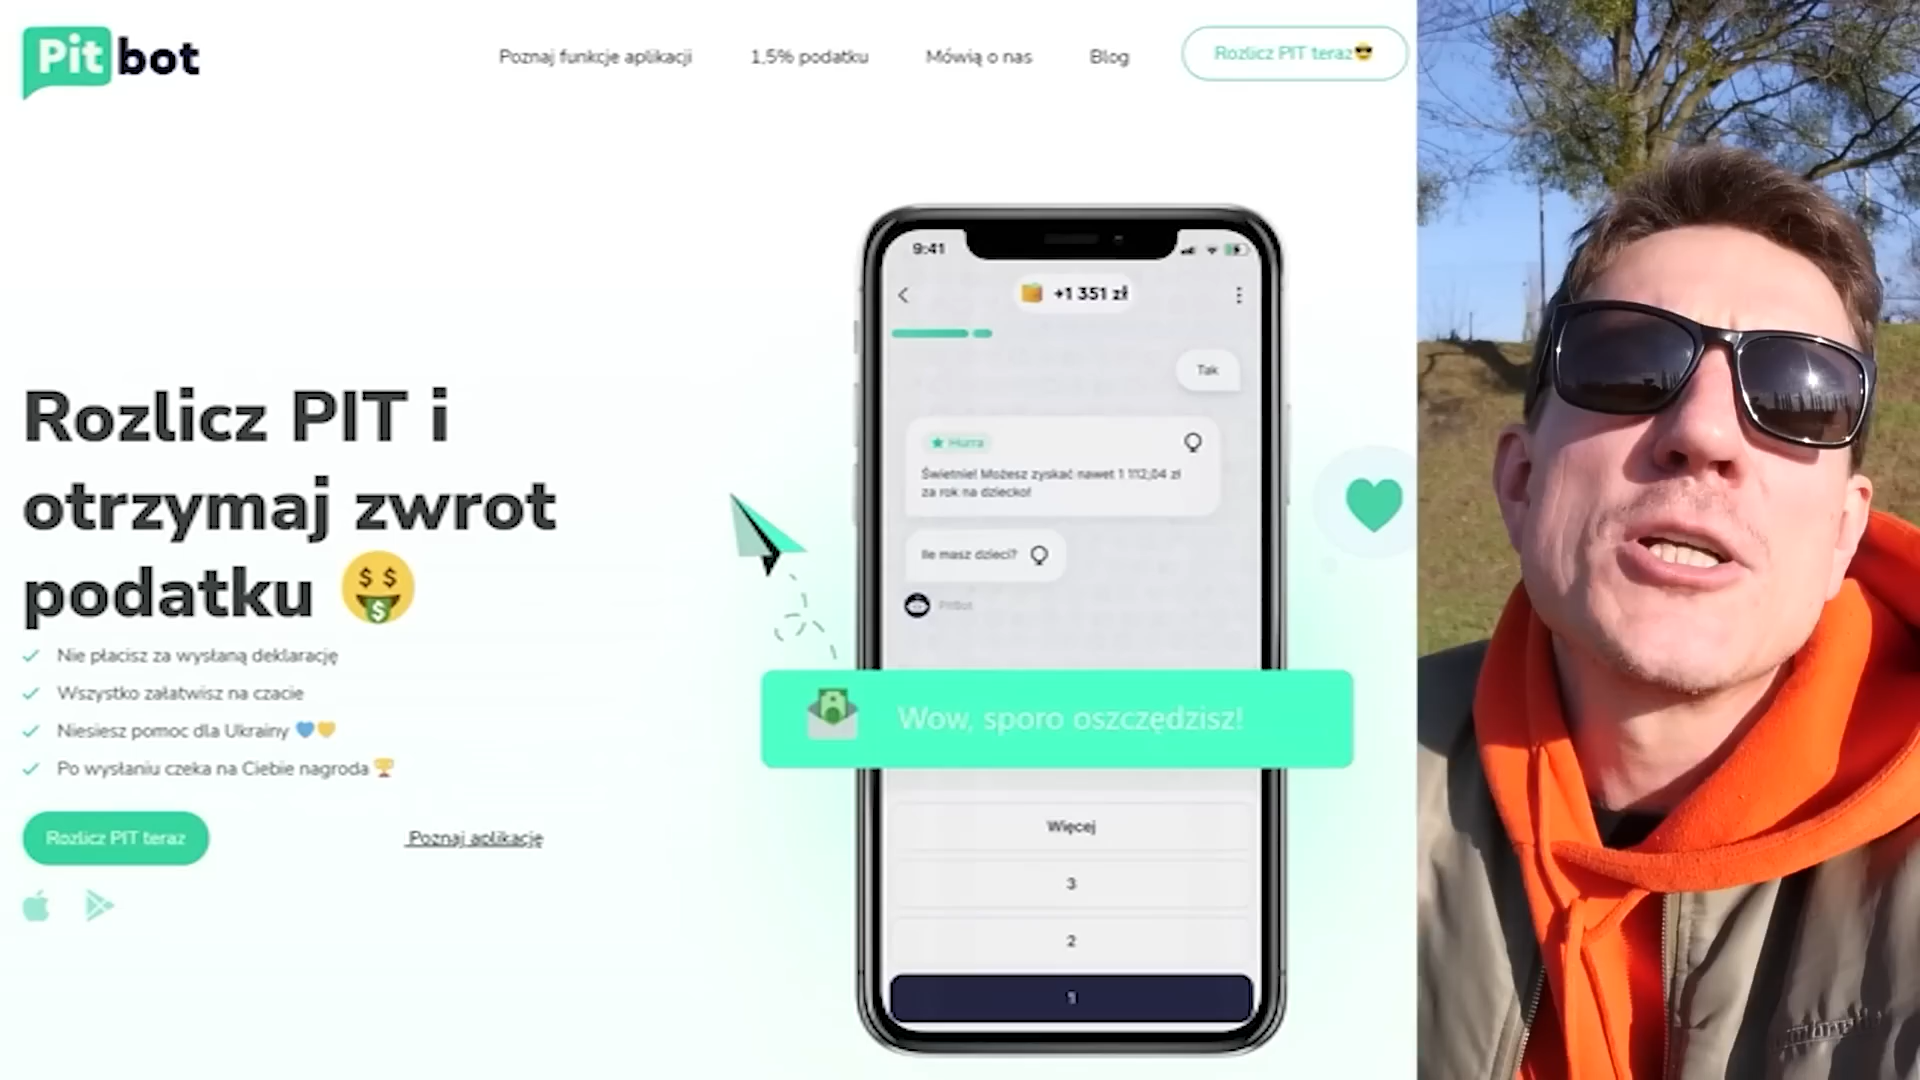 Pit bot
Poznaj funkcje aplikacji
1,5% podatku
Mówią o nas
Blog
Rozlicz PIT teraz
9:41
+1 351 zł
Tak
Hurra
Świetnie! Możesz zyskać nawet 1 112,04 zł
za rok na dziecko!
Ile masz dzieci?
PitBot
Rozlicz PIT i
otrzymaj zwrot
podatku
Nie płacisz za wysłaną deklarację
Wszystko załatwisz na czacie
Niesiesz pomoc dla Ukrainy
Po wysłaniu czeka na Ciebie nagroda
Rozlicz PIT teraz
Poznaj aplikację
Wow, sporo oszczędzisz!
Więcej
3
2
1